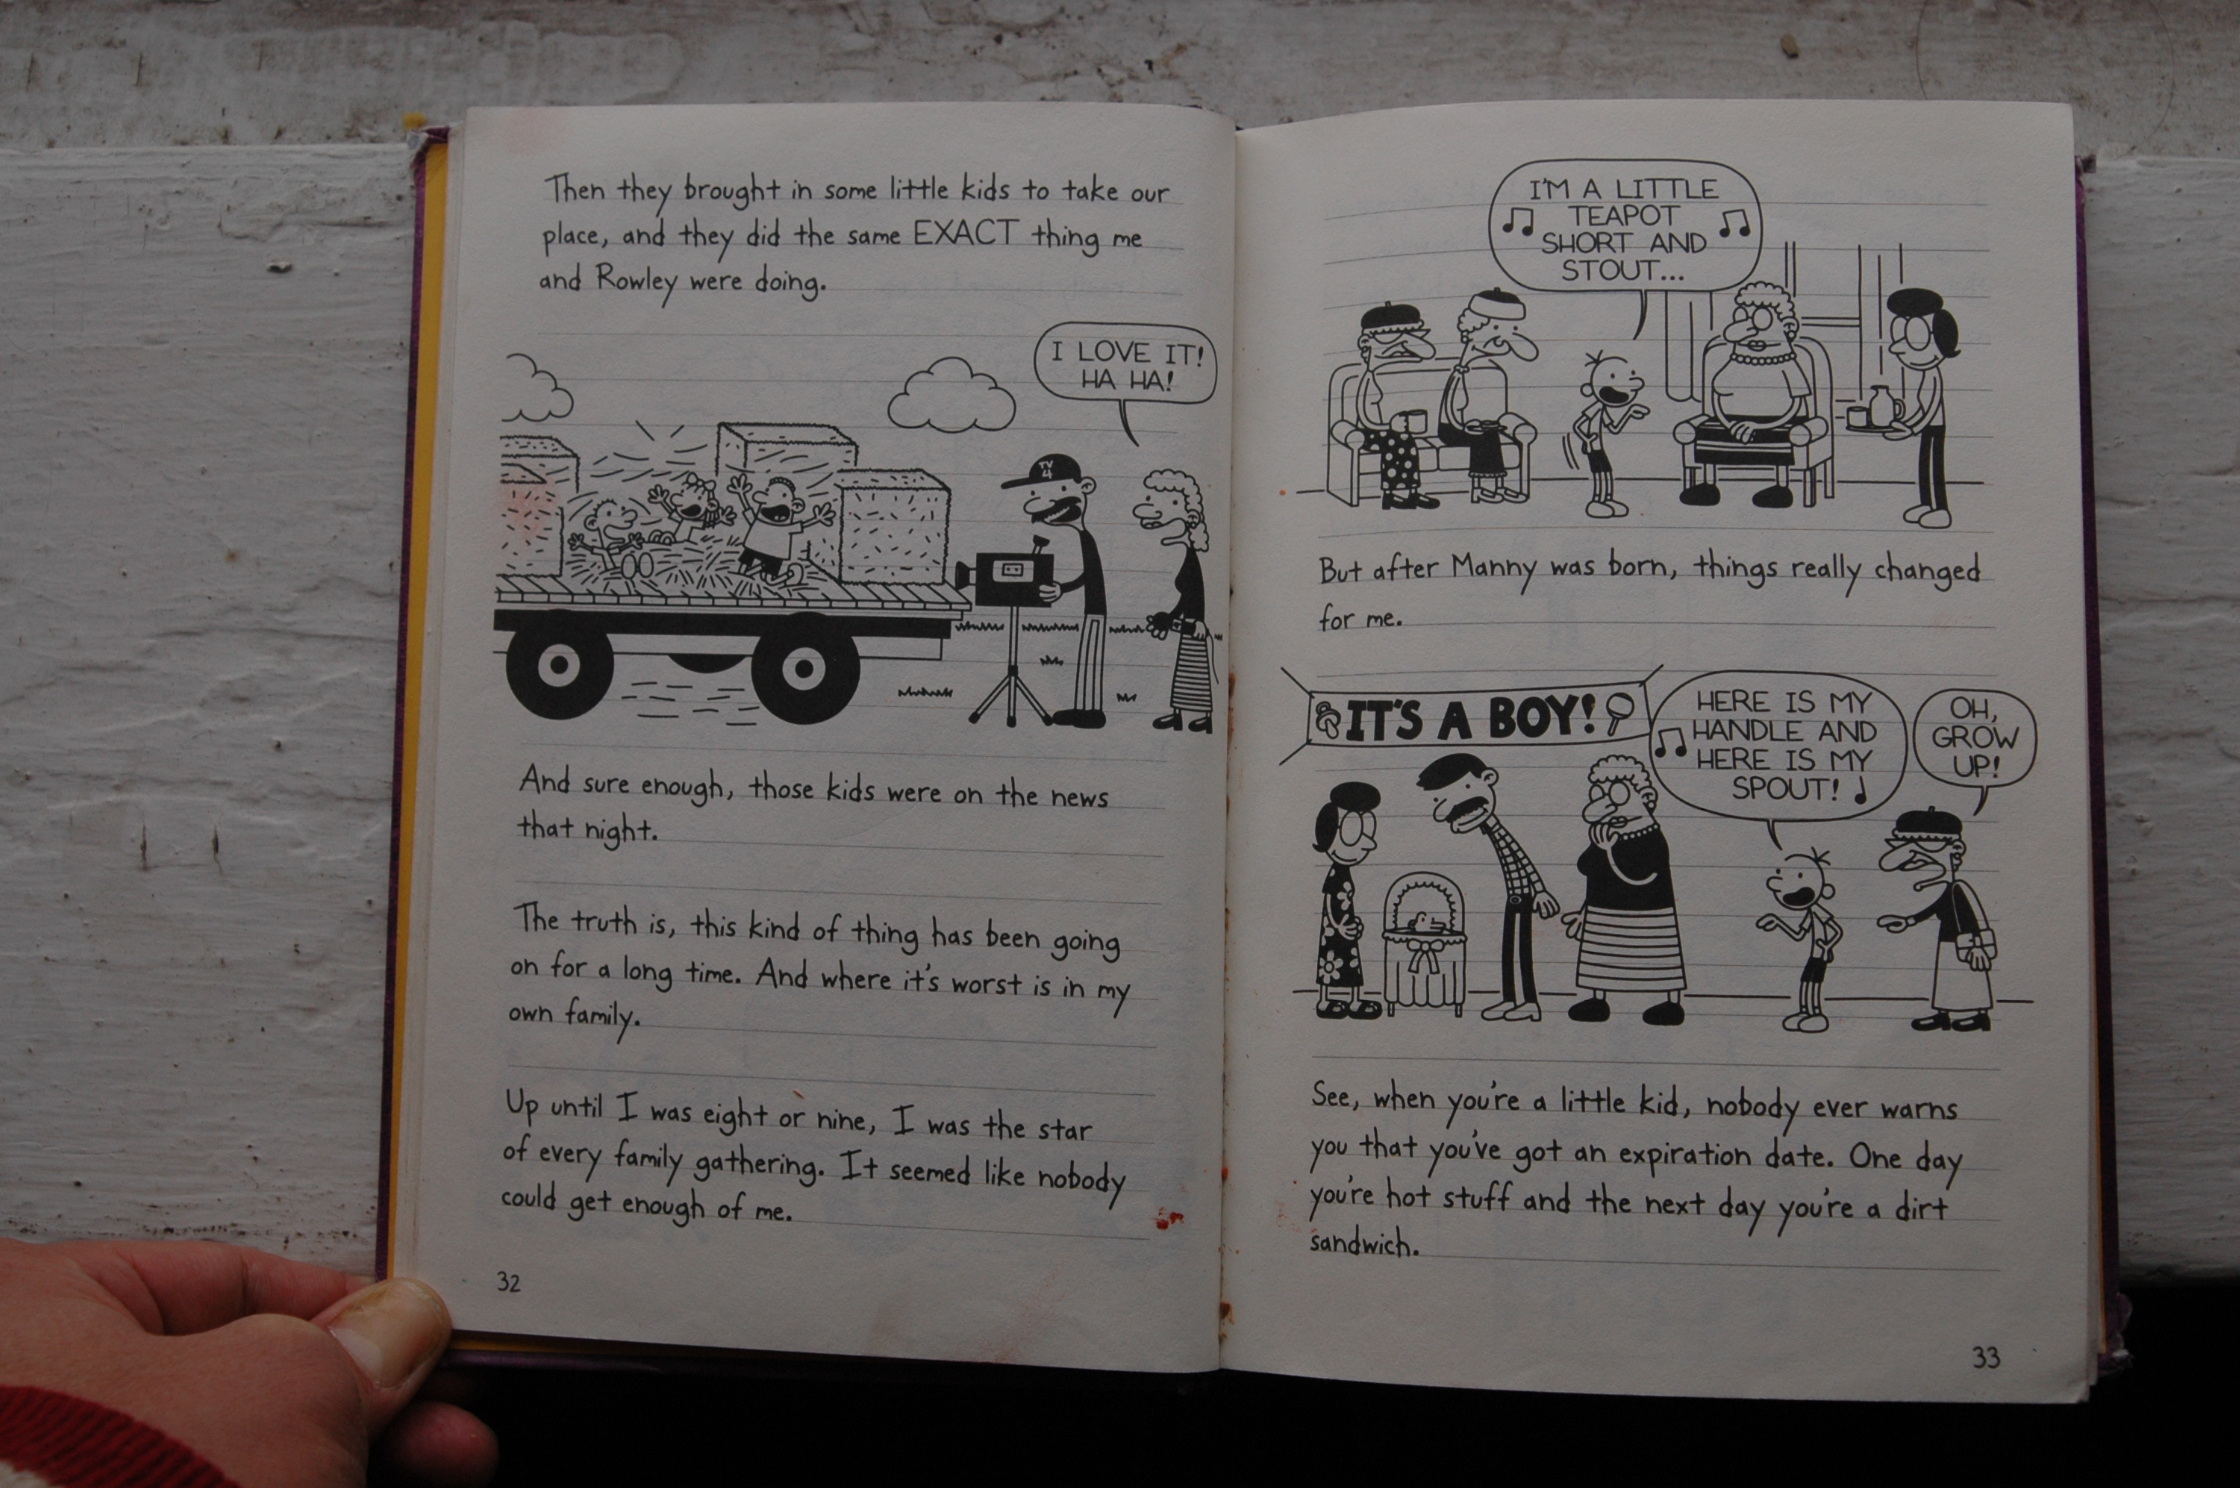 Then they brought in some little kids to take our
place, and they did the same EXACT thing me
and Rowley were doing.
I LOVE IT!
HA HA!
TV
4
And sure enough, those kids were on the news
that night.
The truth is, this kind of thing has been going
on for a long time. And where it's worst is in my
own family.
Up until I was eight or nine, I was the star
of every family gathering. It seemed like nobody
could get enough of me.
32
I'M A LITTLE
TEAPOT
SHORT AND
STOUT...
But after Manny was born, things really changed
for me.
IT'S A BOY!
HERE IS MY
HANDLE AND
HERE IS MY
SPOUT!
OH,
GROW
UP!
See, when you're a little kid, nobody ever warns
you that you've got an expiration date. One day
you're hot stuff and the next day you're a dirt
sandwich.
33